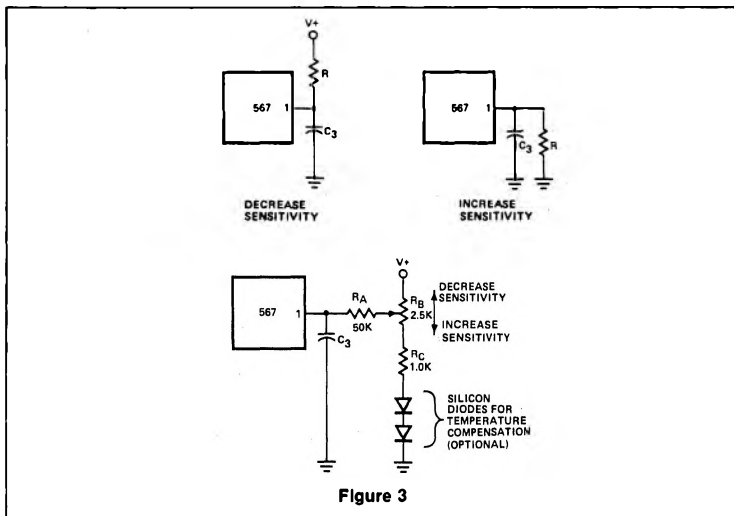 V+
R
567 1
C3
DECREASE
SENSITIVITY
567 1
C3
R
INCREASE
SENSITIVITY
V+
567 1
RA
50K
C3
RB
2.5K
DECREASE
SENSITIVITY
INCREASE
SENSITIVITY
RC
1.0K
SILICON
DIODES FOR
TEMPERATURE
COMPENSATION
(OPTIONAL)
Figure 3